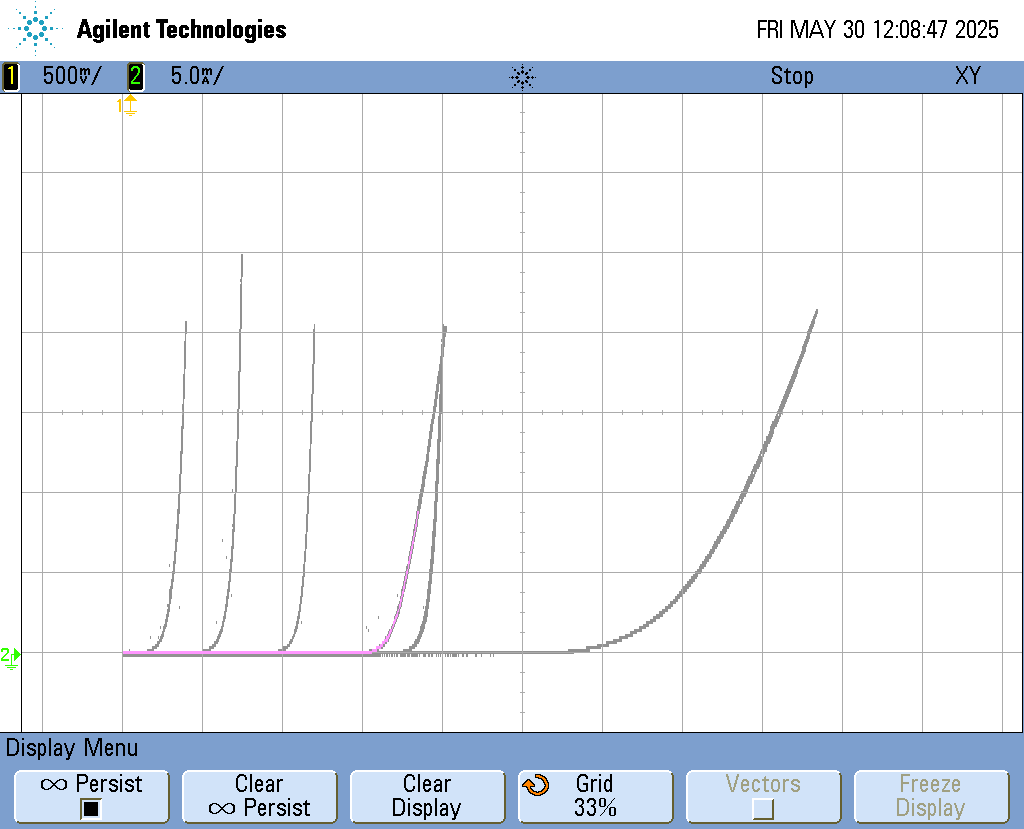 Agilent Technologies FRI MAY 30 12:08:47 2025
1 500mV/ 2 5.0mA/ Stop XY
1
2
Display Menu
∞ Persist Clear ∞ Persist Clear Display Grid 33% Vectors Freeze Display